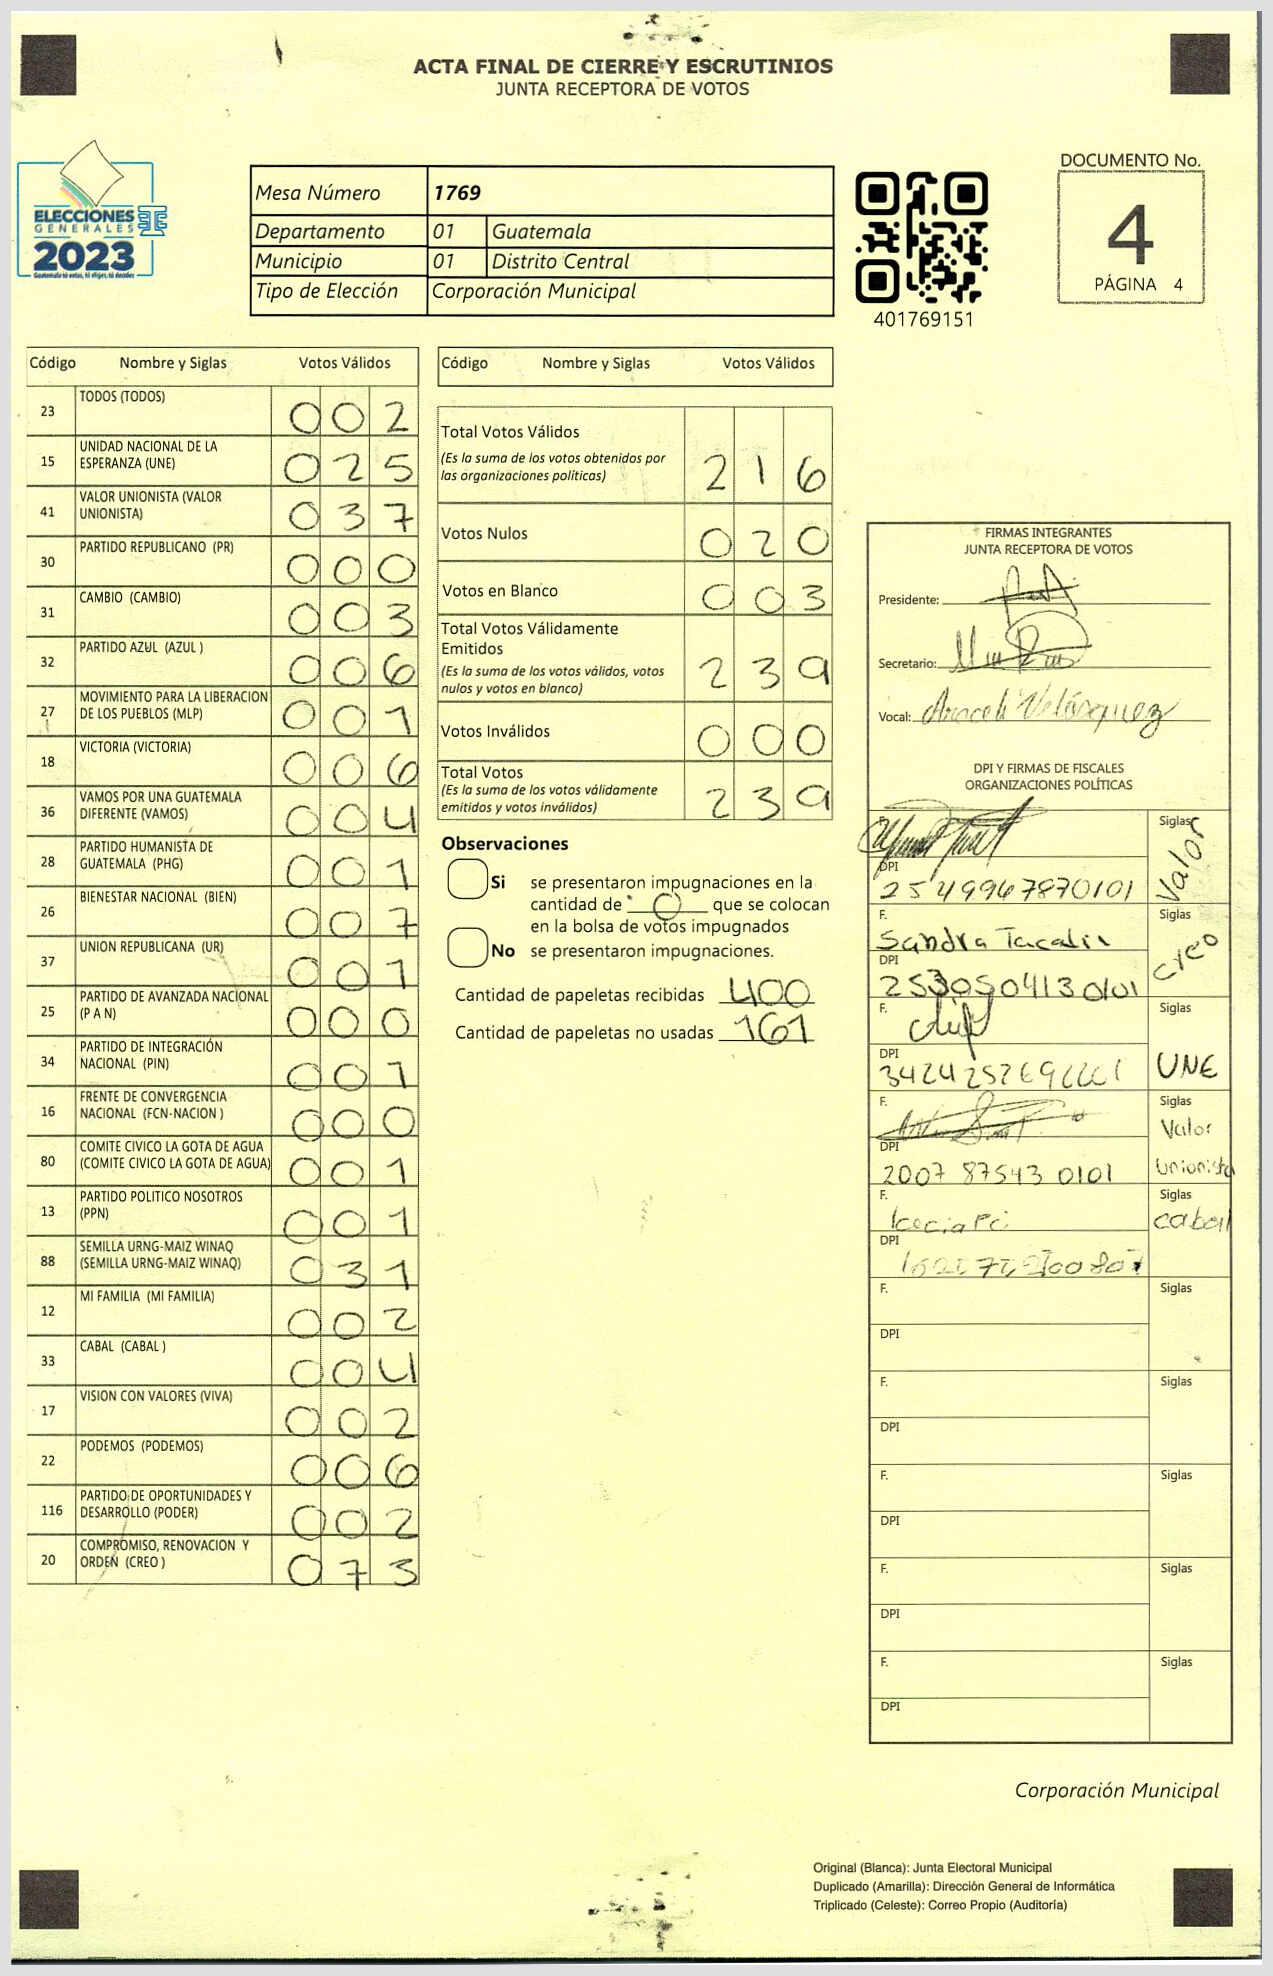 ACTA FINAL DE CIERRE Y ESCRUTINIOS
JUNTA RECEPTORA DE VOTOS
ELECCIONES
GENERALES
2023
Mesa Número 1769
Departamento 01 Guatemala
Municipio 01 Distrito Central
Tipo de Elección Corporación Municipal
401769151
DOCUMENTO No.
4
PÁGINA 4
Código Nombre y Siglas Votos Válidos
23 TODOS (TODOS) 002
15 UNIDAD NACIONAL DE LA
ESPERANZA (UNE) 025
41 VALOR UNIONISTA (VALOR
UNIONISTA) 037
30 PARTIDO REPUBLICANO (PR) 000
31 CAMBIO (CAMBIO) 003
32 PARTIDO AZUL (AZUL ) 006
27 MOVIMIENTO PARA LA LIBERACION
DE LOS PUEBLOS (MLP) 001
18 VICTORIA (VICTORIA) 006
36 VAMOS POR UNA GUATEMALA
DIFERENTE (VAMOS) 004
28 PARTIDO HUMANISTA DE
GUATEMALA (PHG) 001
26 BIENESTAR NACIONAL (BIEN) 007
37 UNION REPUBLICANA (UR) 001
25 PARTIDO DE AVANZADA NACIONAL
(P A N) 000
34 PARTIDO DE INTEGRACIÓN
NACIONAL (PIN) 001
16 FRENTE DE CONVERGENCIA
NACIONAL (FCN-NACION ) 000
80 COMITE CIVICO LA GOTA DE AGUA
(COMITE CIVICO LA GOTA DE AGUA) 001
13 PARTIDO POLITICO NOSOTROS
(PPN) 001
88 SEMILLA URNG-MAIZ WINAQ
(SEMILLA URNG-MAIZ WINAQ) 031
12 MI FAMILIA (MI FAMILIA) 002
33 CABAL (CABAL ) 004
17 VISION CON VALORES (VIVA) 002
22 PODEMOS (PODEMOS) 006
116 PARTIDO DE OPORTUNIDADES Y
DESARROLLO (PODER) 002
20 COMPROMISO, RENOVACION Y
ORDEN (CREO ) 073
Código Nombre y Siglas Votos Válidos
Total Votos Válidos
(Es la suma de los votos obtenidos por
las organizaciones políticas) 216
Votos Nulos 020
Votos en Blanco 003
Total Votos Válidamente
Emitidos
(Es la suma de los votos válidos, votos
nulos y votos en blanco) 239
Votos Inválidos 000
Total Votos
(Es la suma de los votos válidamente
emitidos y votos inválidos) 239
Observaciones
Si se presentaron impugnaciones en la
cantidad de 0 que se colocan
en la bolsa de votos impugnados
No se presentaron impugnaciones.
Cantidad de papeletas recibidas 400
Cantidad de papeletas no usadas 161
FIRMAS INTEGRANTES
JUNTA RECEPTORA DE VOTOS
Presidente:
Secretario:
Vocal: Araceli Velásquez
DPI Y FIRMAS DE FISCALES
ORGANIZACIONES POLÍTICAS
F. Siglas Valor
DPI 2549967870101
F. Sandra Tacalin Siglas creo
DPI 2530504130101
F. Siglas UNE
DPI
F. Siglas Valor
Unionista
DPI 2007 87543 0101
F. Siglas cabal
DPI
F. Siglas
DPI
F. Siglas
DPI
F. Siglas
DPI
F. Siglas
DPI
F. Siglas
DPI
Corporación Municipal
Original (Blanca): Junta Electoral Municipal
Duplicado (Amarilla): Dirección General de Informática
Triplicado (Celeste): Correo Propio (Auditoría)